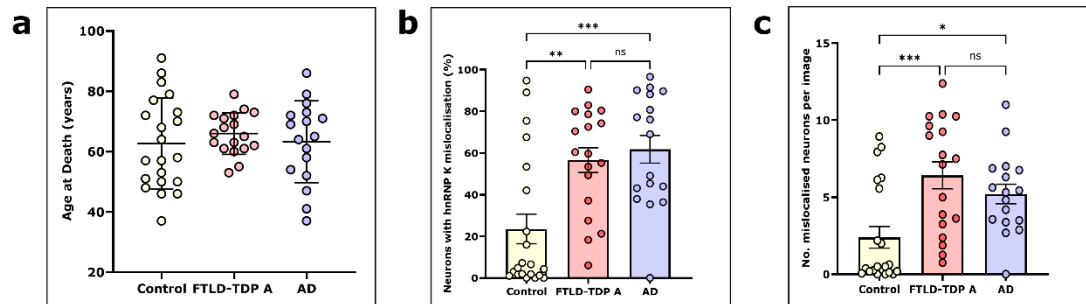 a
Age at Death (years)
100
80
60
40
20
Control FTLD-TDP A AD
b
Neurons with hnRNP K mislocalisation (%)
***
** ns
100
80
60
40
20
0
Control FTLD-TDP A AD
c
No. mislocalised neurons per image
*
*** ns
15
10
5
0
Control FTLD-TDP A AD